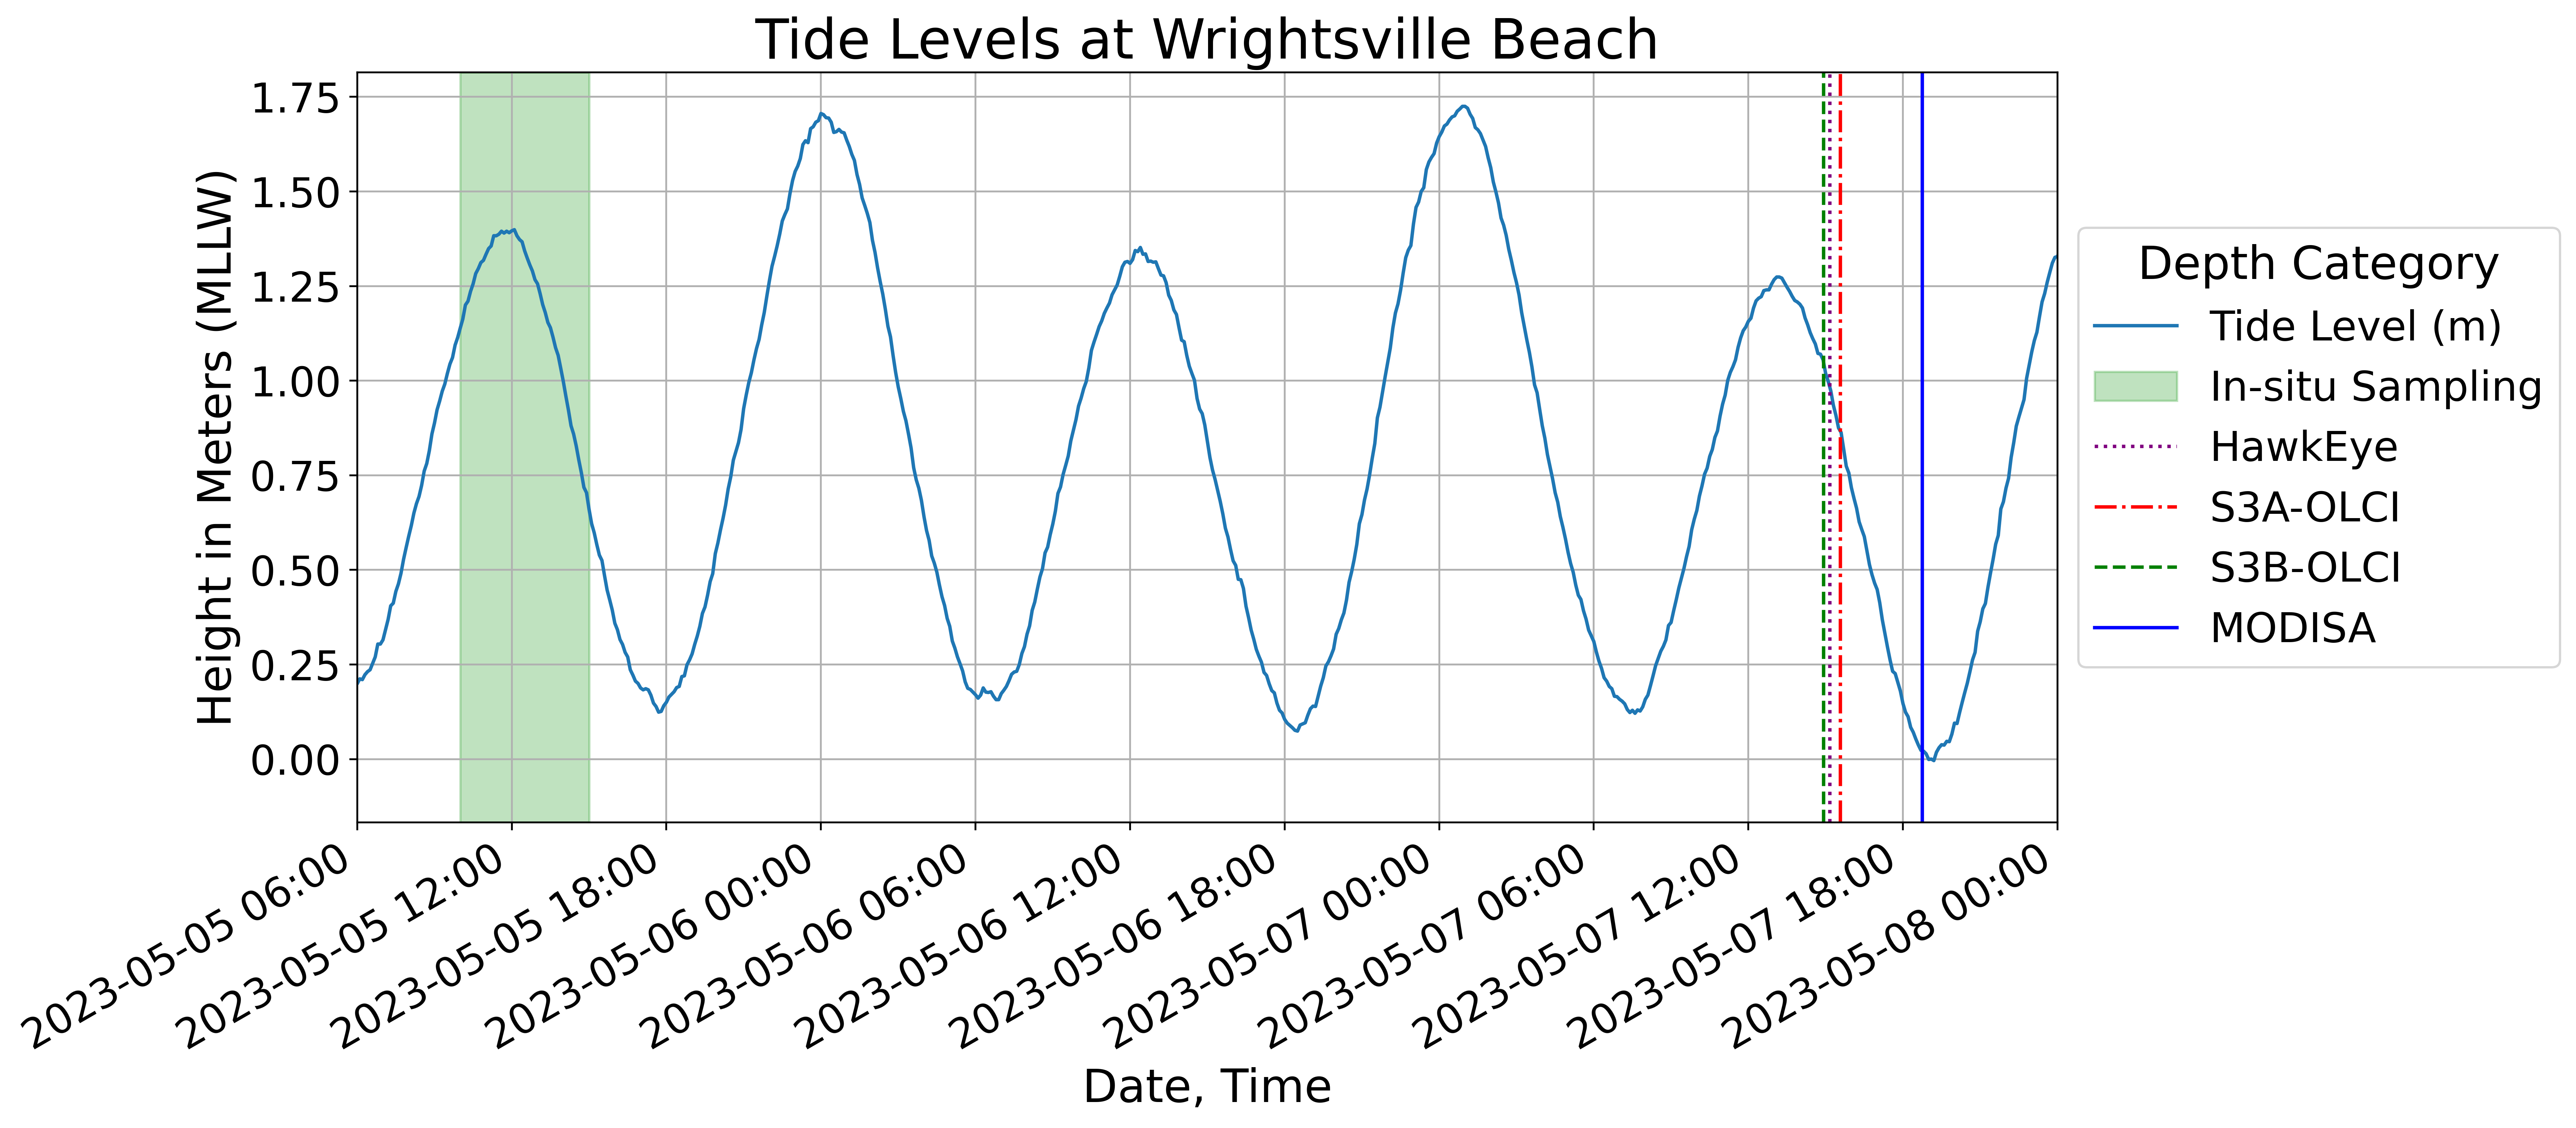 Tide Levels at Wrightsville Beach
Height in Meters (MLLW)
1.75
1.50
1.25
1.00
0.75
0.50
0.25
0.00
2023-05-05 06:00
2023-05-05 12:00
2023-05-05 18:00
2023-05-06 00:00
2023-05-06 06:00
2023-05-06 12:00
2023-05-06 18:00
2023-05-07 00:00
2023-05-07 06:00
2023-05-07 12:00
2023-05-07 18:00
2023-05-08 00:00
Date, Time
Depth Category
Tide Level (m)
In-situ Sampling
HawkEye
S3A-OLCI
S3B-OLCI
MODISA